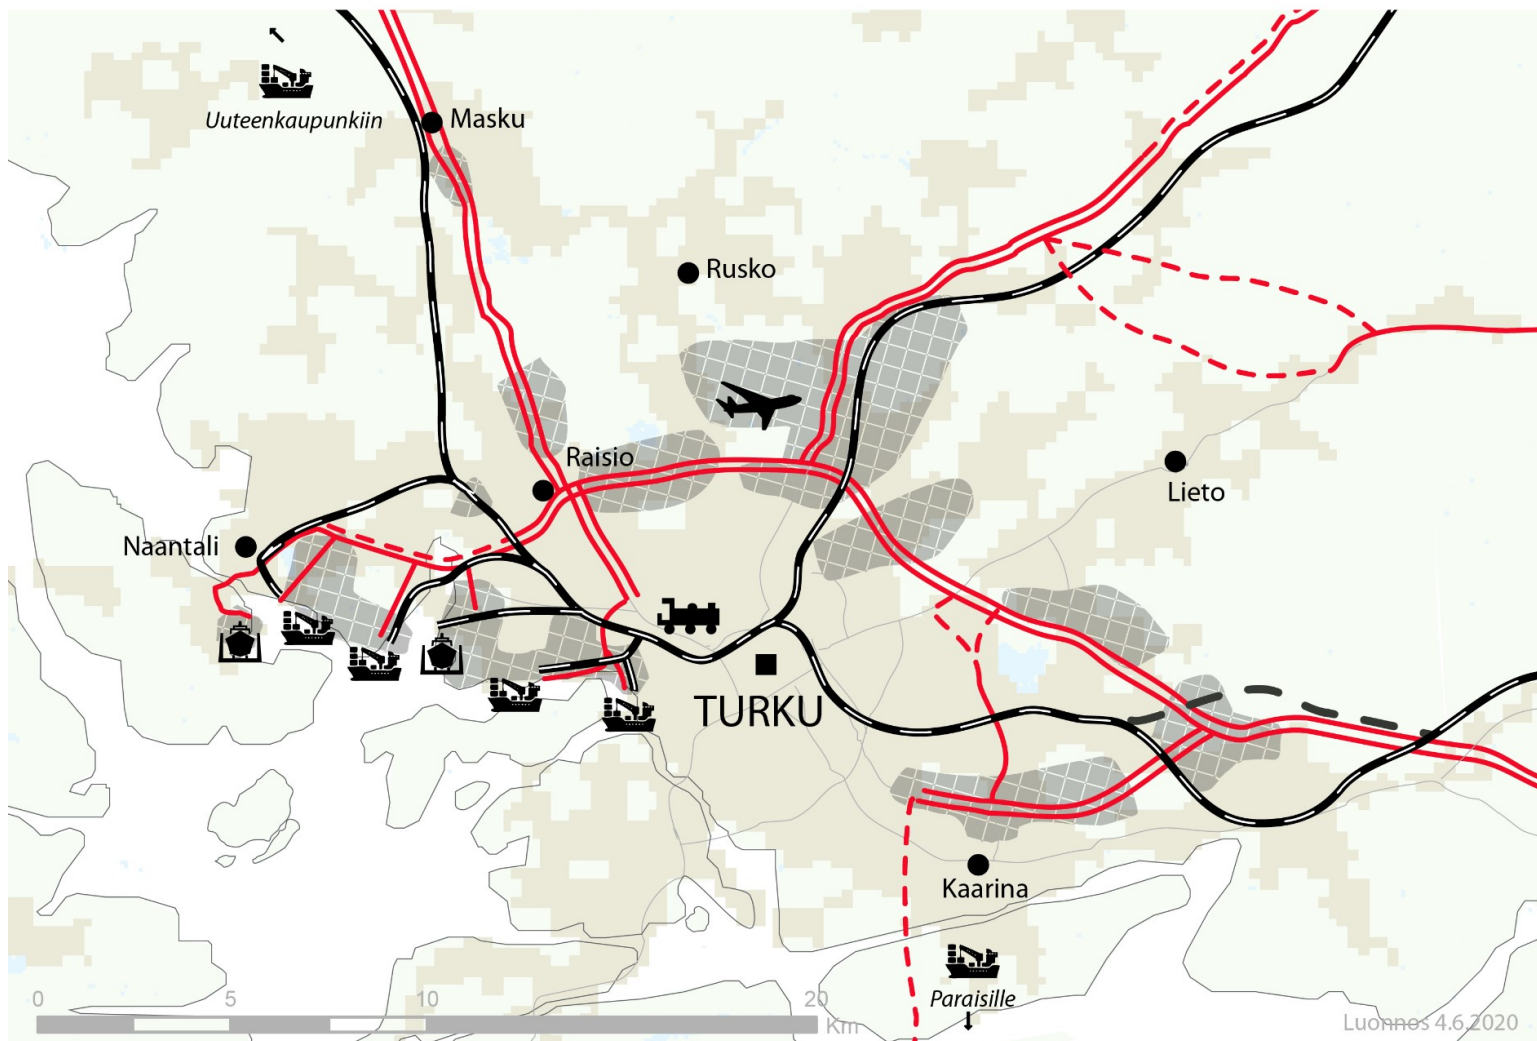 Uuteenkaupunkiin
Masku
Rusko
Raisio
Lieto
Naantali
TURKU
Kaarina
Paraisille
0 5 10 20
Km
Luonnos 4.6.2020